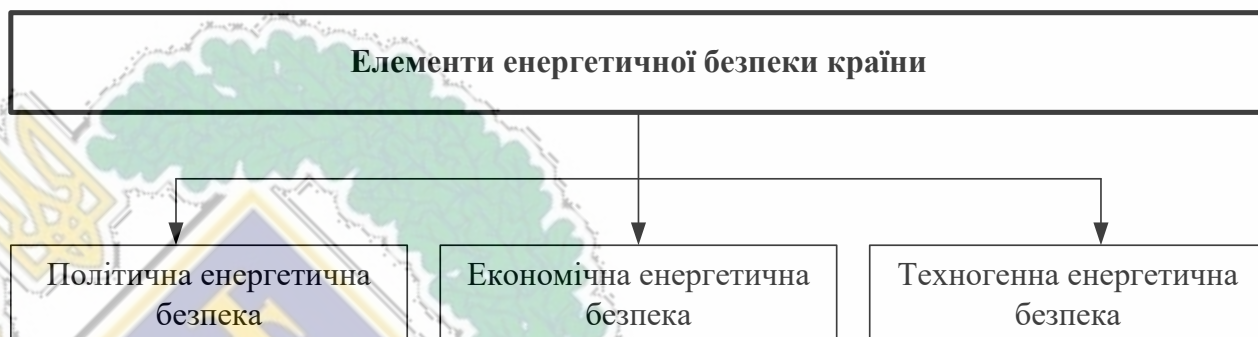 Елементи енергетичної безпеки країни
Політична енергетична
безпека
Економічна енергетична
безпека
Техногенна енергетична
безпека